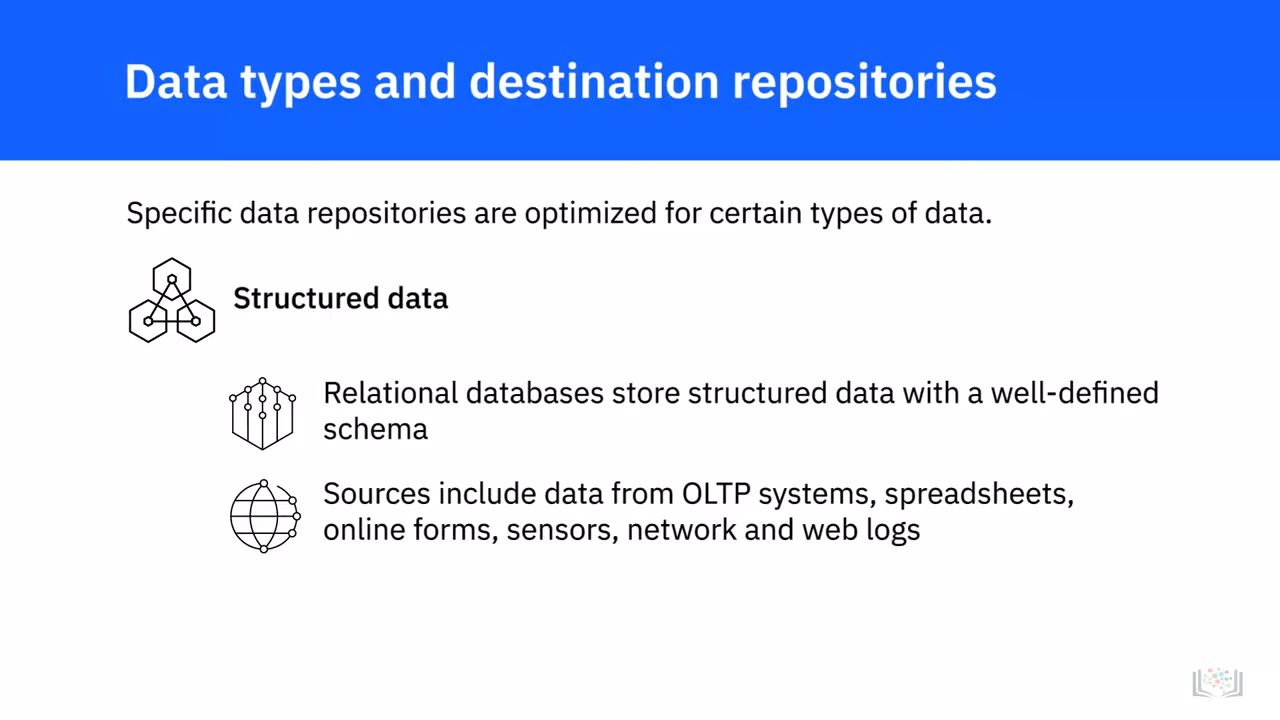 Data types and destination repositories
Specific data repositories are optimized for certain types of data.
Structured data
Relational databases store structured data with a well-defined
schema
Sources include data from OLTP systems, spreadsheets,
online forms, sensors, network and web logs